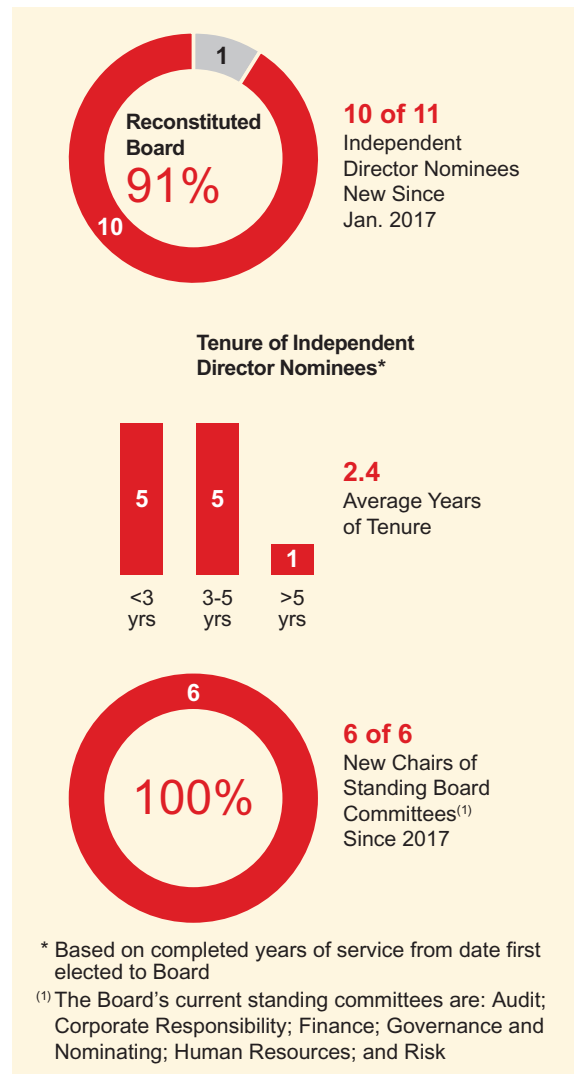 1
Reconstituted
Board
91%
10
10 of 11
Independent
Director Nominees
New Since
Jan. 2017
Tenure of Independent
Director Nominees*
5
5
1
<3
yrs
3-5
yrs
>5
yrs
2.4
Average Years
of Tenure
6
100%
6 of 6
New Chairs of
Standing Board
Committees(1)
Since 2017
* Based on completed years of service from date first
elected to Board
(1) The Board's current standing committees are: Audit;
Corporate Responsibility; Finance; Governance and
Nominating; Human Resources; and Risk